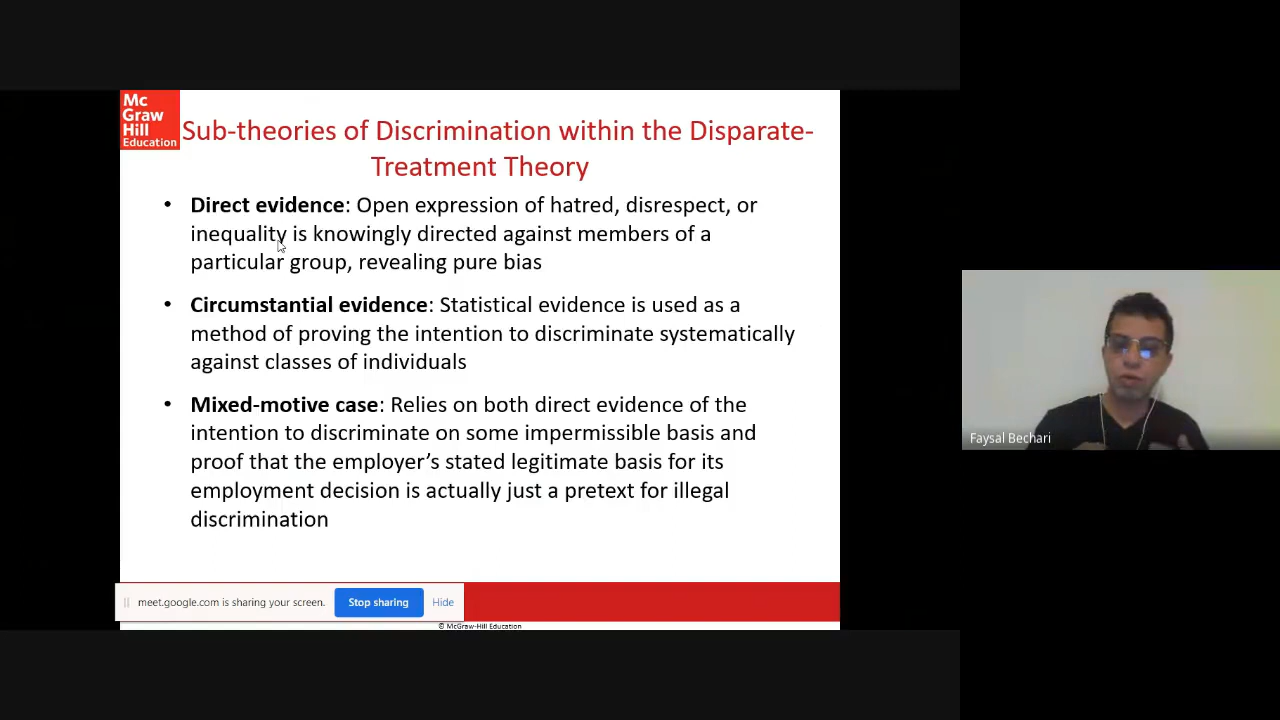 Mc
Graw
Hill
Education
Sub-theories of Discrimination within the Disparate-
Treatment Theory
• Direct evidence: Open expression of hatred, disrespect, or
inequality is knowingly directed against members of a
particular group, revealing pure bias
• Circumstantial evidence: Statistical evidence is used as a
method of proving the intention to discriminate systematically
against classes of individuals
• Mixed-motive case: Relies on both direct evidence of the
intention to discriminate on some impermissible basis and
proof that the employer’s stated legitimate basis for its
employment decision is actually just a pretext for illegal
discrimination
meet.google.com is sharing your screen. Stop sharing Hide
© McGraw-Hill Education
Faysal Bechari